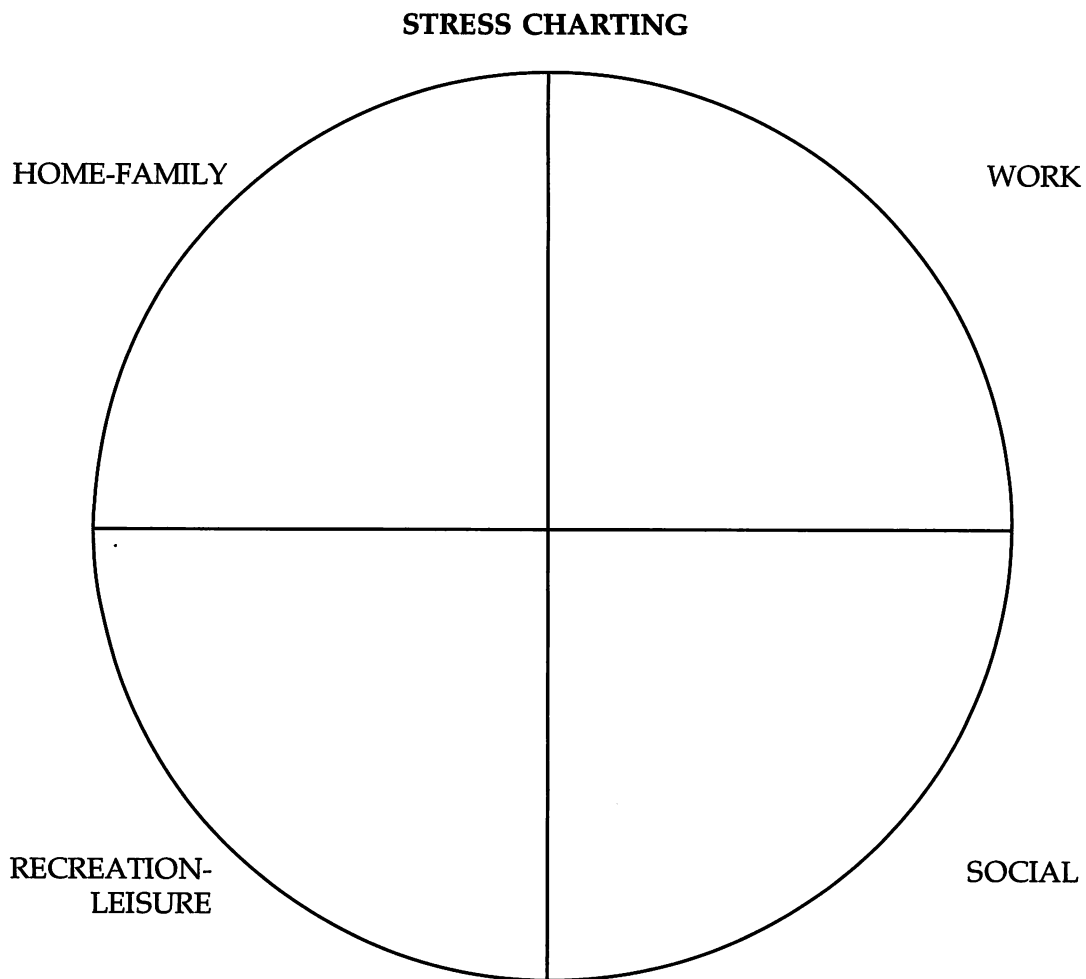 STRESS CHARTING
HOME-FAMILY
WORK
RECREATION-
LEISURE
SOCIAL